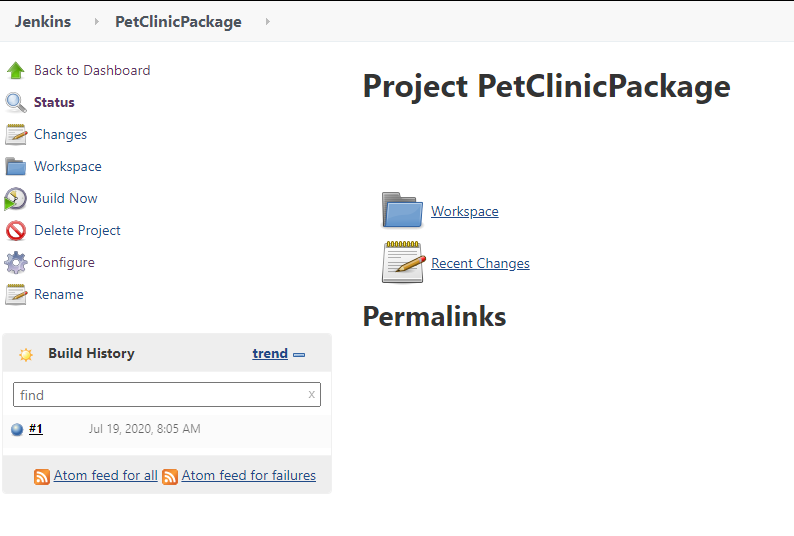 Jenkins PetClinicPackage
Back to Dashboard
Status
Changes
Workspace
Build Now
Delete Project
Configure
Rename
Build History trend
find x
#1 Jul 19, 2020, 8:05 AM
Atom feed for all Atom feed for failures
Project PetClinicPackage
Workspace
Recent Changes
Permalinks